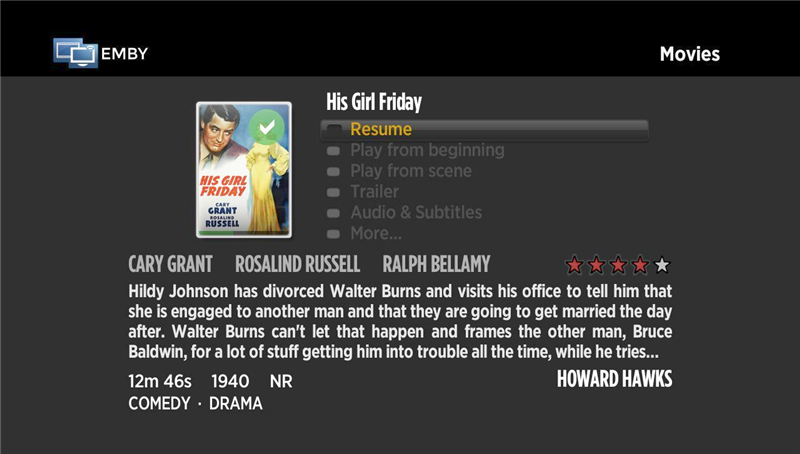 EMBY
Movies
His Girl Friday
Resume
Play from beginning
Play from scene
Trailer
Audio & Subtitles
More...
HIS GIRL
FRIDAY
CARY
GRANT
ROSALIND
RUSSELL
CARY GRANT ROSALIND RUSSELL RALPH BELLAMY
Hildy Johnson has divorced Walter Burns and visits his office to tell him that
she is engaged to another man and that they are going to get married the day
after. Walter Burns can't let that happen and frames the other man, Bruce
Baldwin, for a lot of stuff getting him into trouble all the time, while he tries...
12m 46s 1940 NR
HOWARD HAWKS
COMEDY · DRAMA